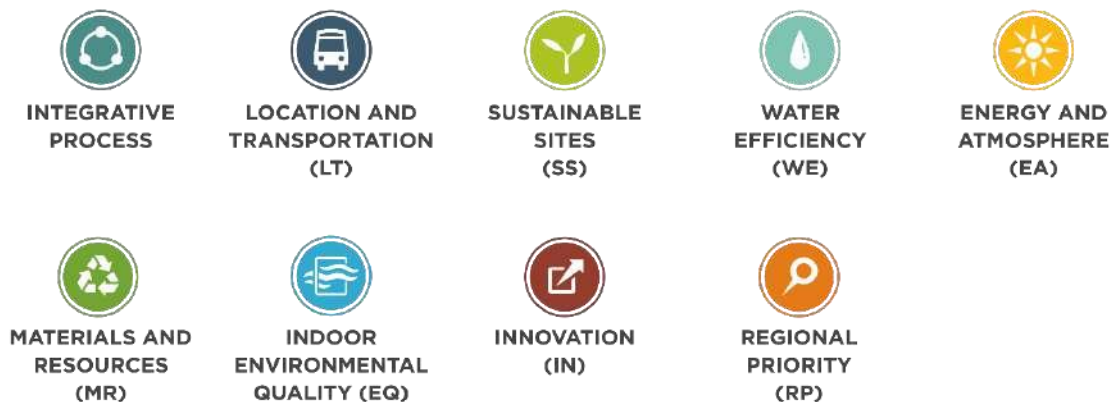 INTEGRATIVE
PROCESS
LOCATION AND
TRANSPORTATION
(LT)
SUSTAINABLE
SITES
(SS)
WATER
EFFICIENCY
(WE)
ENERGY AND
ATMOSPHERE
(EA)
MATERIALS AND
RESOURCES
(MR)
INDOOR
ENVIRONMENTAL
QUALITY (EQ)
INNOVATION
(IN)
REGIONAL
PRIORITY
(RP)